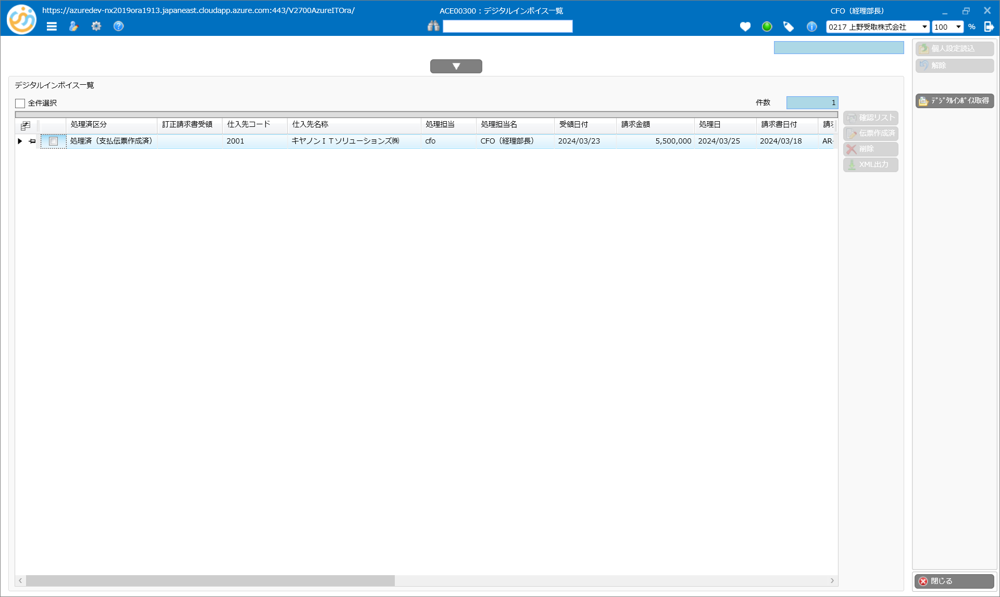 https://azuredev-nx2019ora1913.japaneast.cloudapp.azure.com:443/V2700AzureITOra/
ACE00300：デジタルインボイス一覧
CFO（経理部長）
0217 上野受取株式会社
100
%
個人設定読込
解除
ﾃﾞｼﾞﾀﾙｲﾝﾎﾞｲｽ取得
デジタルインボイス一覧
全件選択
件数
1
処理済区分 訂正請求書受領 仕入先コード 仕入先名称 処理担当 処理担当名 受領日付 請求金額 処理日 請求書日付 請
処理済（支払伝票作成済） 2001 キヤノンＩＴソリューションズ㈱ cfo CFO（経理部長） 2024/03/23 5,500,000 2024/03/25 2024/03/18 AR-
確認リスト
伝票作成済
削除
XML出力
閉じる